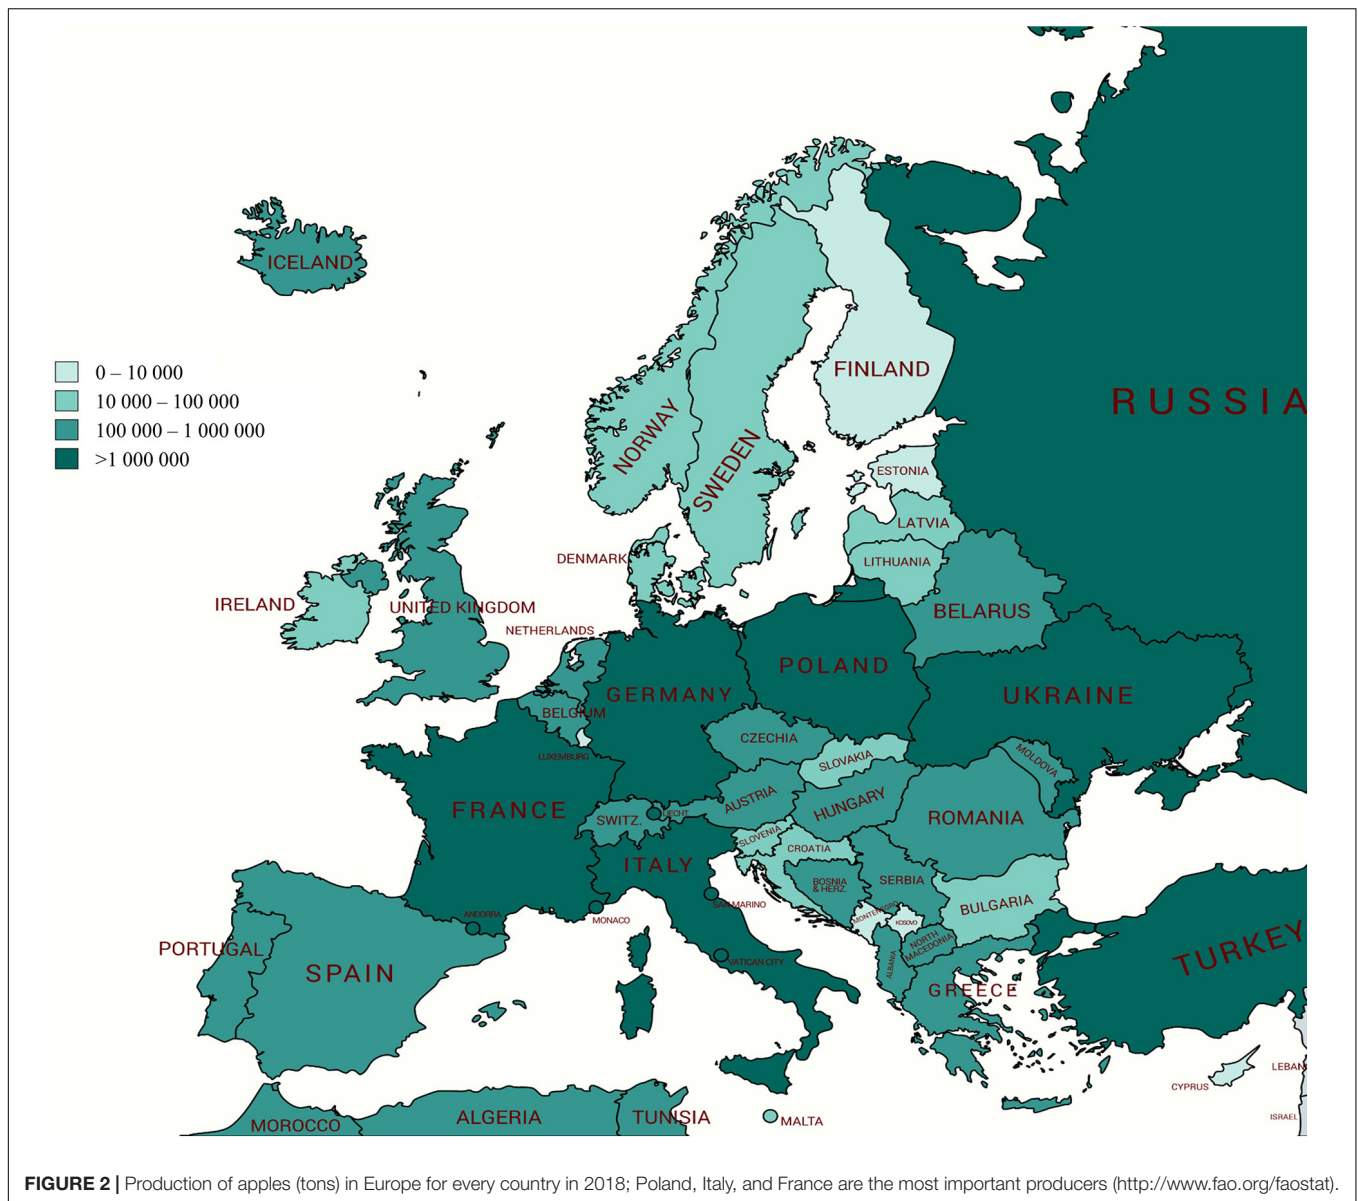 ICELAND
0 – 10 000
10 000 – 100 000
100 000 – 1 000 000
>1 000 000
FINLAND
RUSSIA
NORWAY
SWEDEN
ESTONIA
LATVIA
DENMARK
LITHUANIA
IRELAND
UNITED KINGDOM
BELARUS
NETHERLANDS
POLAND
GERMANY
UKRAINE
BELGIUM
CZECHIA
LUXEMBURG
SLOVAKIA
MOLDOVA
FRANCE
AUSTRIA
HUNGARY
SWITZ.
LIECHT.
ROMANIA
SLOVENIA
CROATIA
ITALY
BOSNIA
& HERZ.
SERBIA
SAN MARINO
BULGARIA
ANDORRA
MONACO
MONTENEGRO
KOSOVO
PORTUGAL
SPAIN
VATICAN CITY
ALBANIA
NORTH
MACEDONIA
TURKEY
GREECE
LEBAN
CYPRUS
ISRAEL
MOROCCO
ALGERIA
TUNISIA
MALTA
FIGURE 2 | Production of apples (tons) in Europe for every country in 2018; Poland, Italy, and France are the most important producers (http://www.fao.org/faostat).